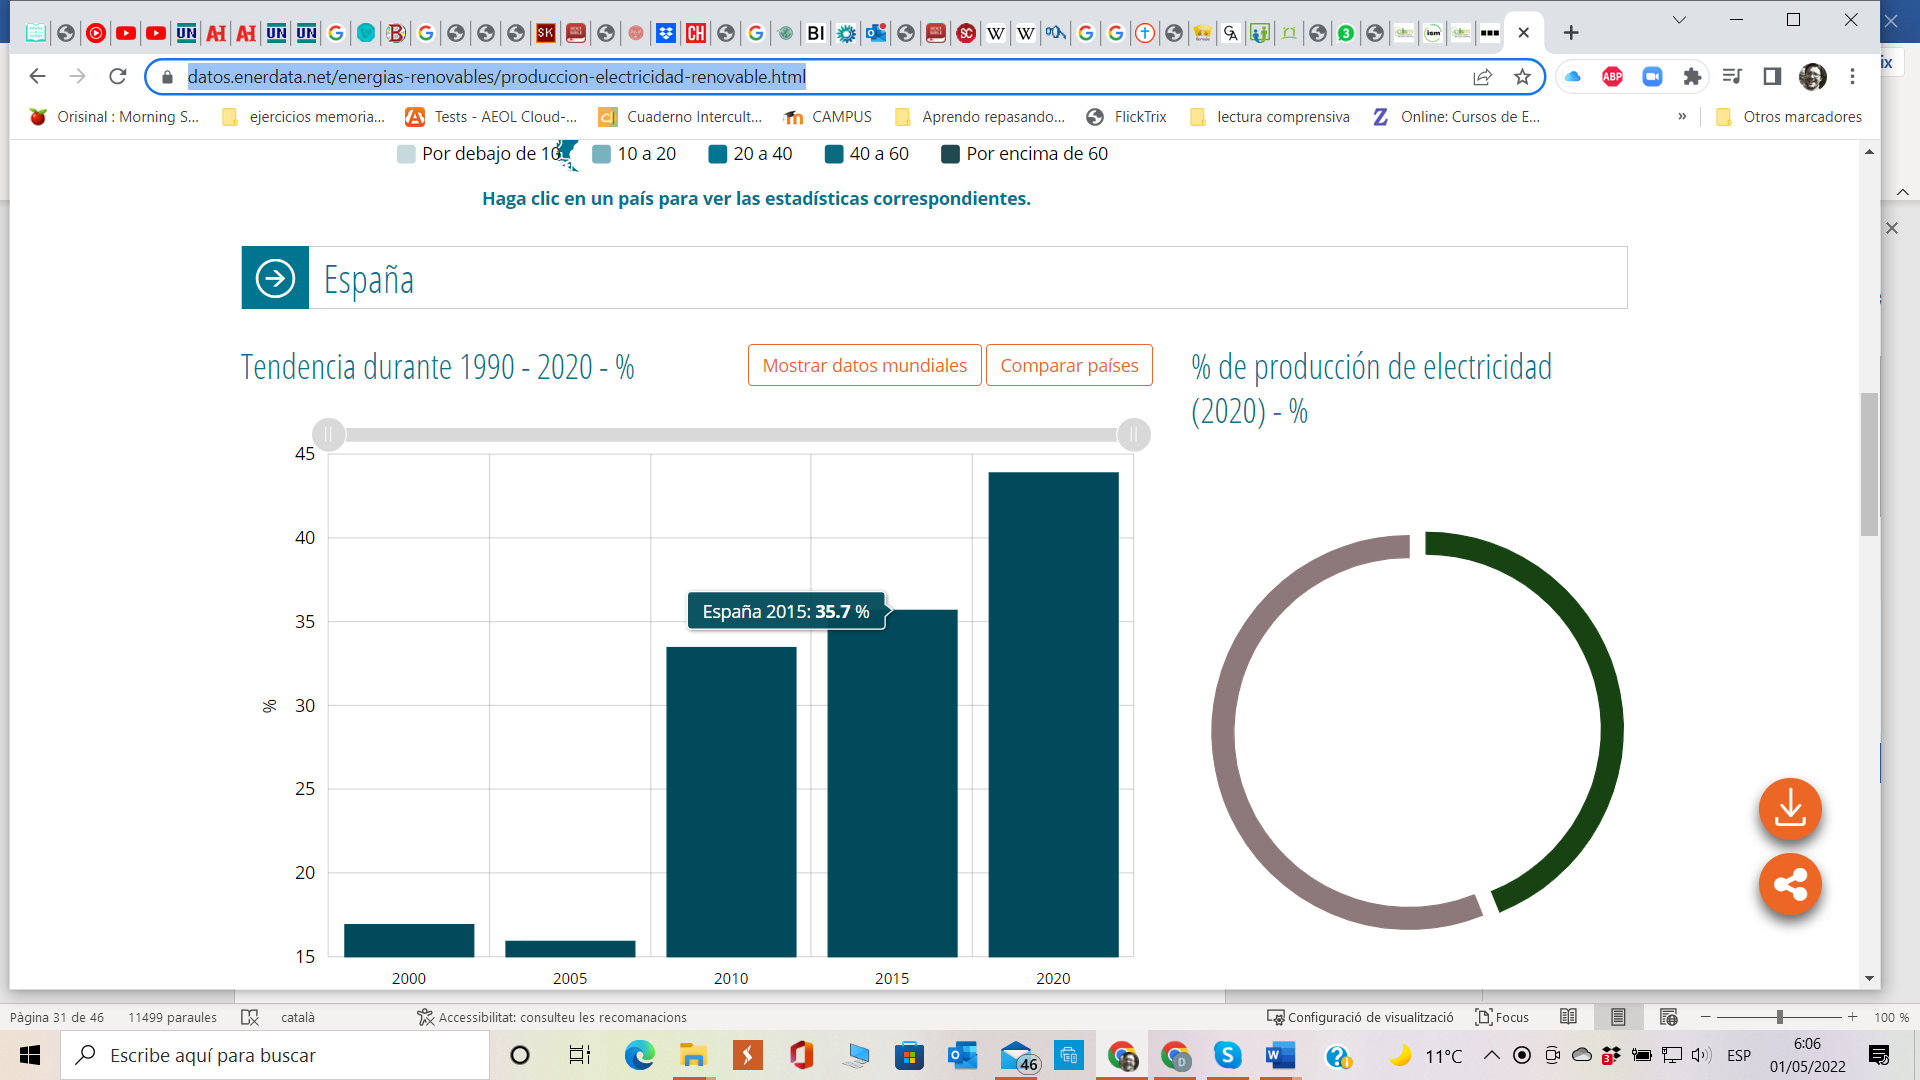 datos.enerdata.net/energias-renovables/produccion-electricidad-renovable.html
ix
Orisinal : Morning S...
ejercicios memoria...
Tests - AEOL Cloud-...
Cuaderno Intercult...
CAMPUS
Aprendo repasando...
FlickTrix
lectura comprensiva
Online: Cursos de E...
»
Otros marcadores
Por debajo de 10
10 a 20
20 a 40
40 a 60
Por encima de 60
Haga clic en un país para ver las estadísticas correspondientes.
España
Tendencia durante 1990 - 2020 - %
Mostrar datos mundiales
Comparar países
% de producción de electricidad
(2020) - %
45
40
35
30
25
20
15
%
España 2015: 35.7 %
2000
2005
2010
2015
2020
Pàgina 31 de 46
11499 paraules
català
Accessibilitat: consulteu les recomanacions
Configuració de visualització
Focus
100 %
Escribe aquí para buscar
46
11°C
ESP
6:06
01/05/2022